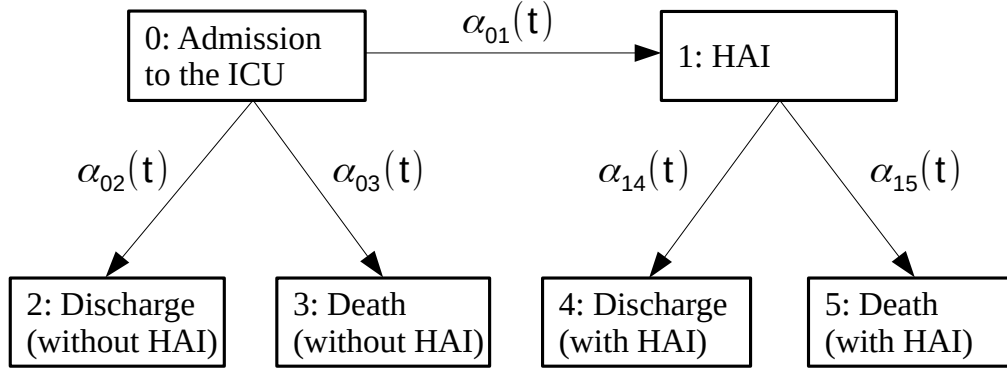 α01(t)
0: Admission
to the ICU
1: HAI
α02(t)
α03(t)
α14(t)
α15(t)
2: Discharge
(without HAI)
3: Death
(without HAI)
4: Discharge
(with HAI)
5: Death
(with HAI)